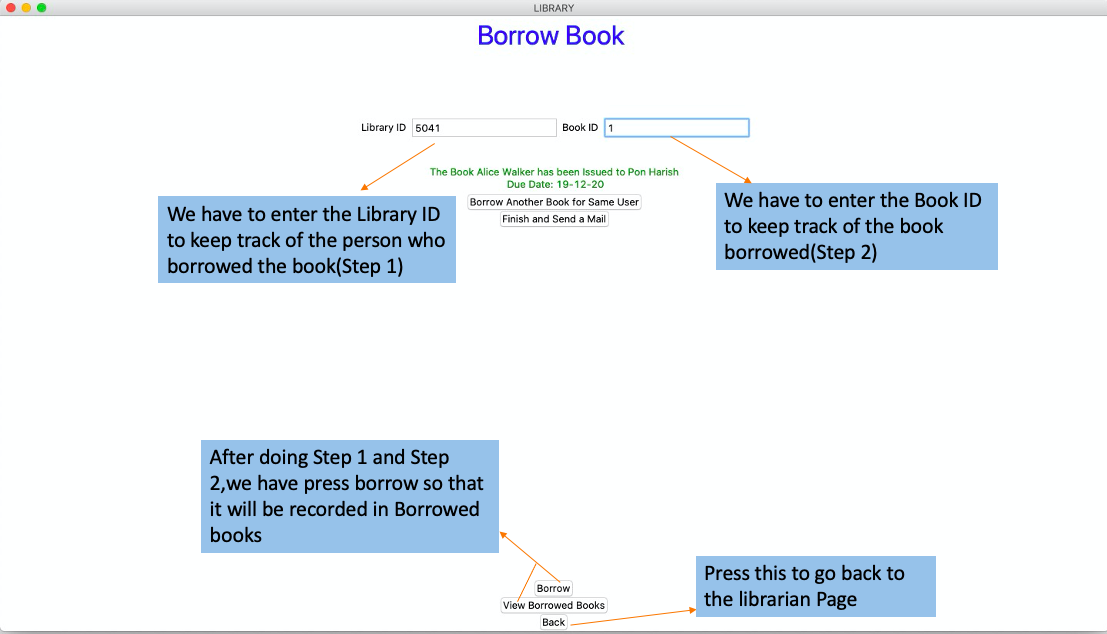 LIBRARY
Borrow Book
Library ID 5041 Book ID 1
The Book Alice Walker has been Issued to Pon Harish
Due Date: 19-12-20
Borrow Another Book for Same User
Finish and Send a Mail
We have to enter the Library ID
to keep track of the person who
borrowed the book(Step 1)
We have to enter the Book ID
to keep track of the book
borrowed(Step 2)
After doing Step 1 and Step
2,we have press borrow so that
it will be recorded in Borrowed
books
Borrow
View Borrowed Books
Back
Press this to go back to
the librarian Page